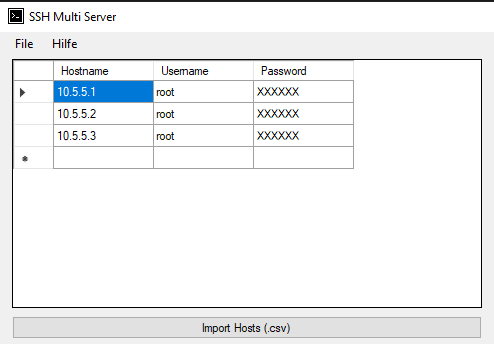 SSH Multi Server
File Hilfe
Hostname Username Password
10.5.5.1 root XXXXXX
10.5.5.2 root XXXXXX
10.5.5.3 root XXXXXX
Import Hosts (.csv)